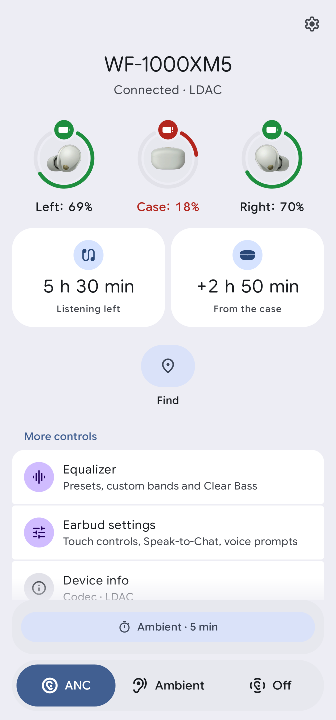 WF-1000XM5
Connected · LDAC
Left: 69%
Case: 18%
Right: 70%
5 h 30 min
Listening left
+2 h 50 min
From the case
Find
More controls
Equalizer
Presets, custom bands and Clear Bass
Earbud settings
Touch controls, Speak-to-Chat, voice prompts
Device info
Codec · LDAC
Ambient · 5 min
ANC
Ambient
Off